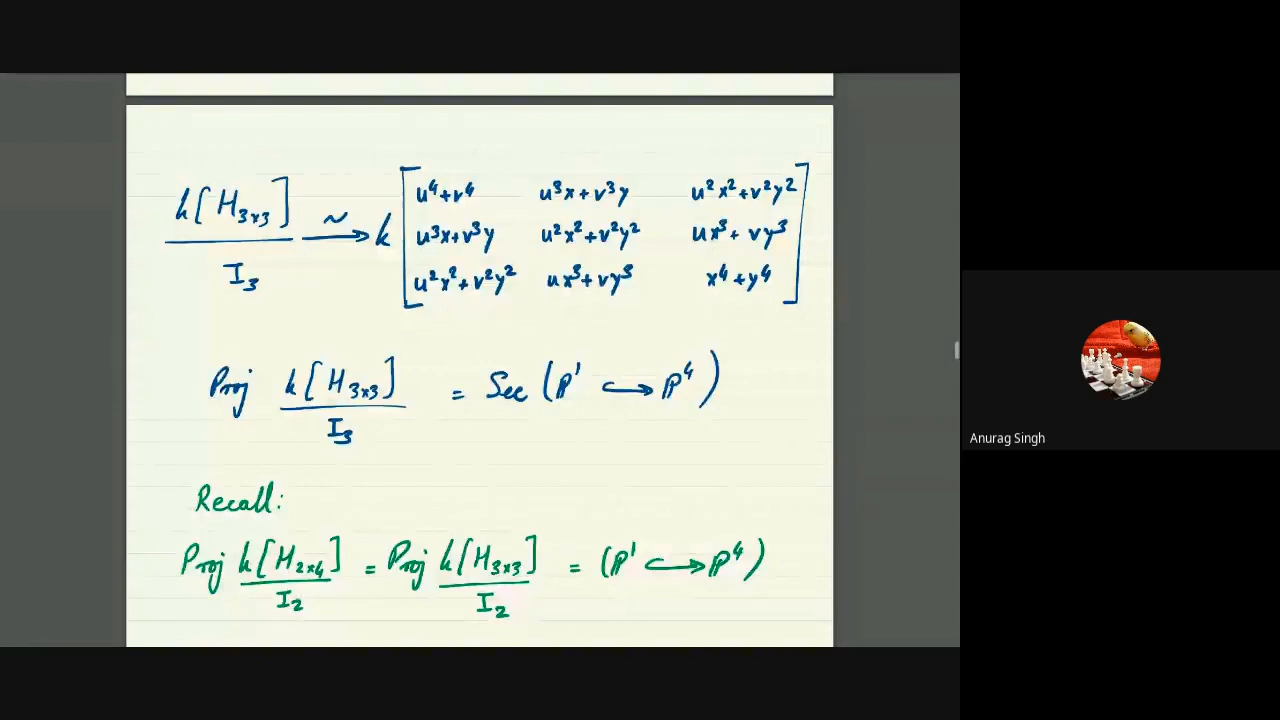 k[H₃ₓ₃] / I₃ ⥲ k [ u⁴+v⁴ u³x+v³y u²x²+v²y²
u³x+v³y u²x²+v²y² ux³+vy³
u²x²+v²y² ux³+vy³ x⁴+y⁴ ]
Proj k[H₃ₓ₃] / I₃ = Sec (P¹ ↪ P⁴)
Recall:
Proj k[H₂ₓ₄] / I₂ = Proj k[H₃ₓ₃] / I₂ = (P¹ ↪ P⁴)
Anurag Singh